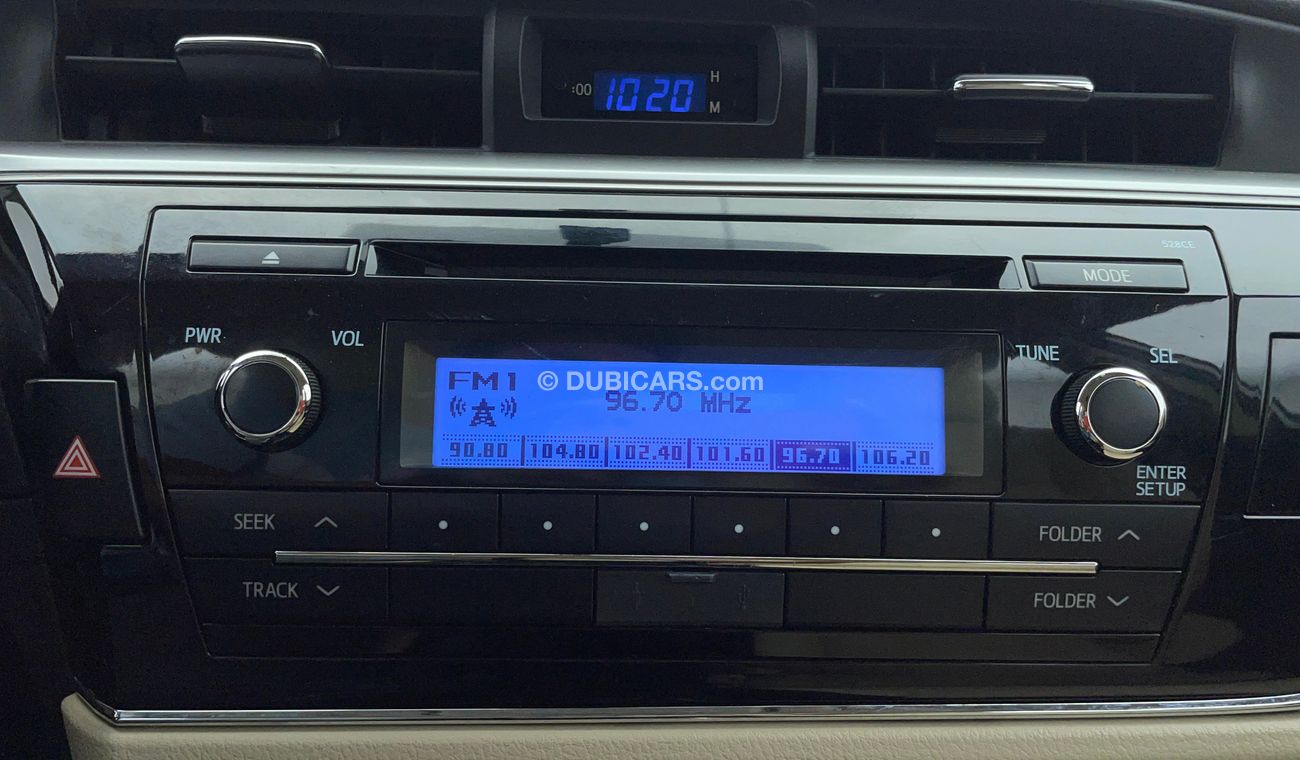 :00 1020 H
M
528CE
MODE
PWR VOL
TUNE SEL
FM1 © DUBICARS.com
96.70 MHz
90.80 104.80 102.40 101.60 96.70 106.20
ENTER
SETUP
SEEK FOLDER
TRACK FOLDER